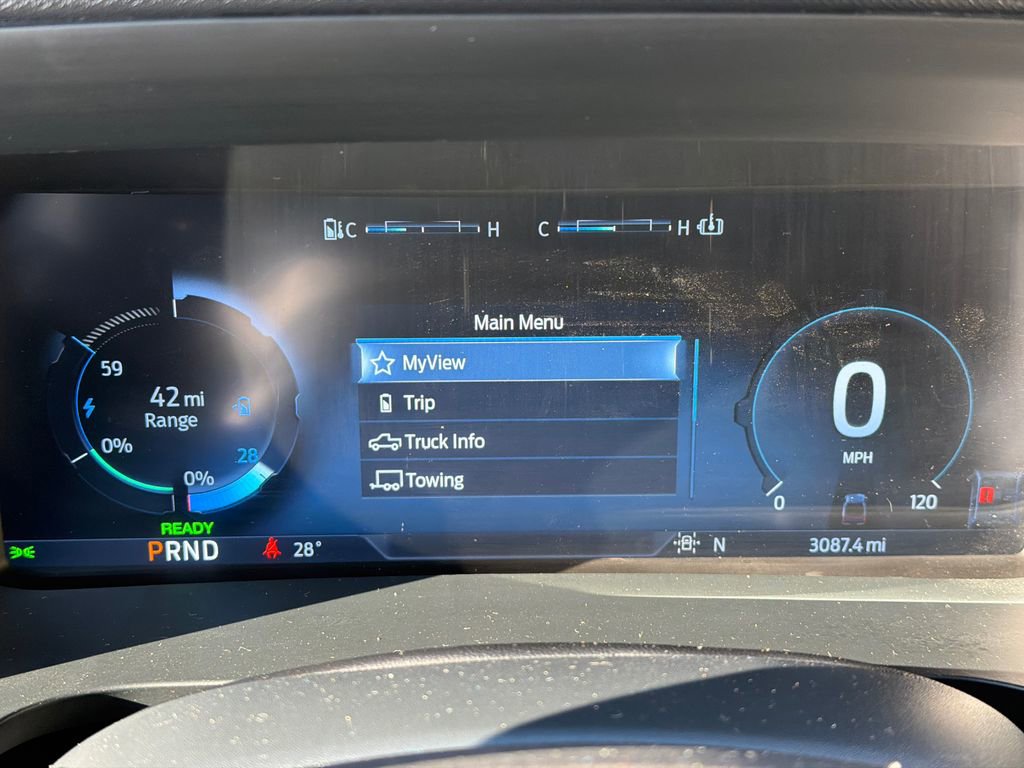 C H C H
Main Menu
MyView
Trip
Truck Info
Towing
59
42 mi
Range
0%
28
0%
READY
PRND
28°
0
MPH
0 120
N
3087.4 mi